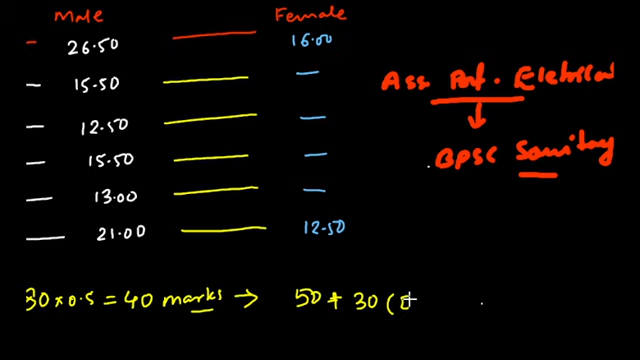 Male Female
- 26.50 — 16.00
- 15.50 — -
Ass. Prof. Eletrical
- 12.50 — -
↓
- 15.50 — -
BPSC Sanitary
- 13.00 — -
— 21.00 — 12.50
30 × 0.5 = 40 marks → 50 + 30 (